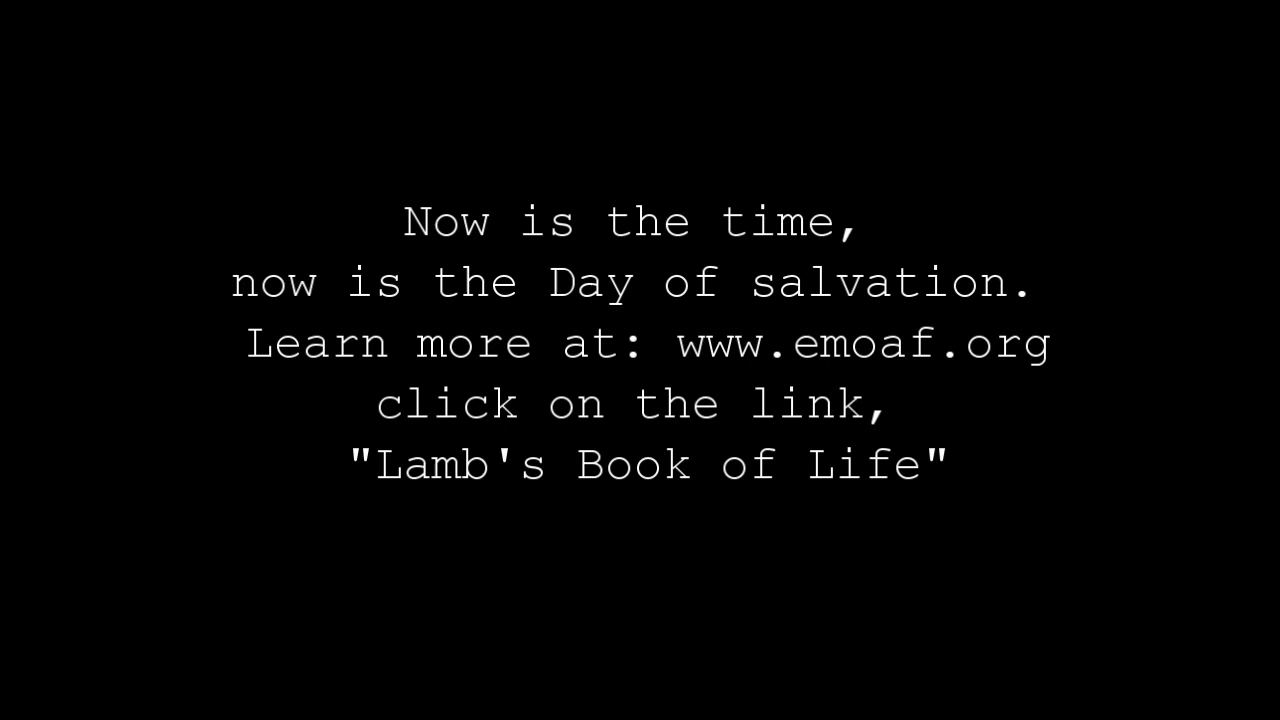 Now is the time,
now is the Day of salvation.
Learn more at: www.emoaf.org
click on the link,
"Lamb's Book of Life"